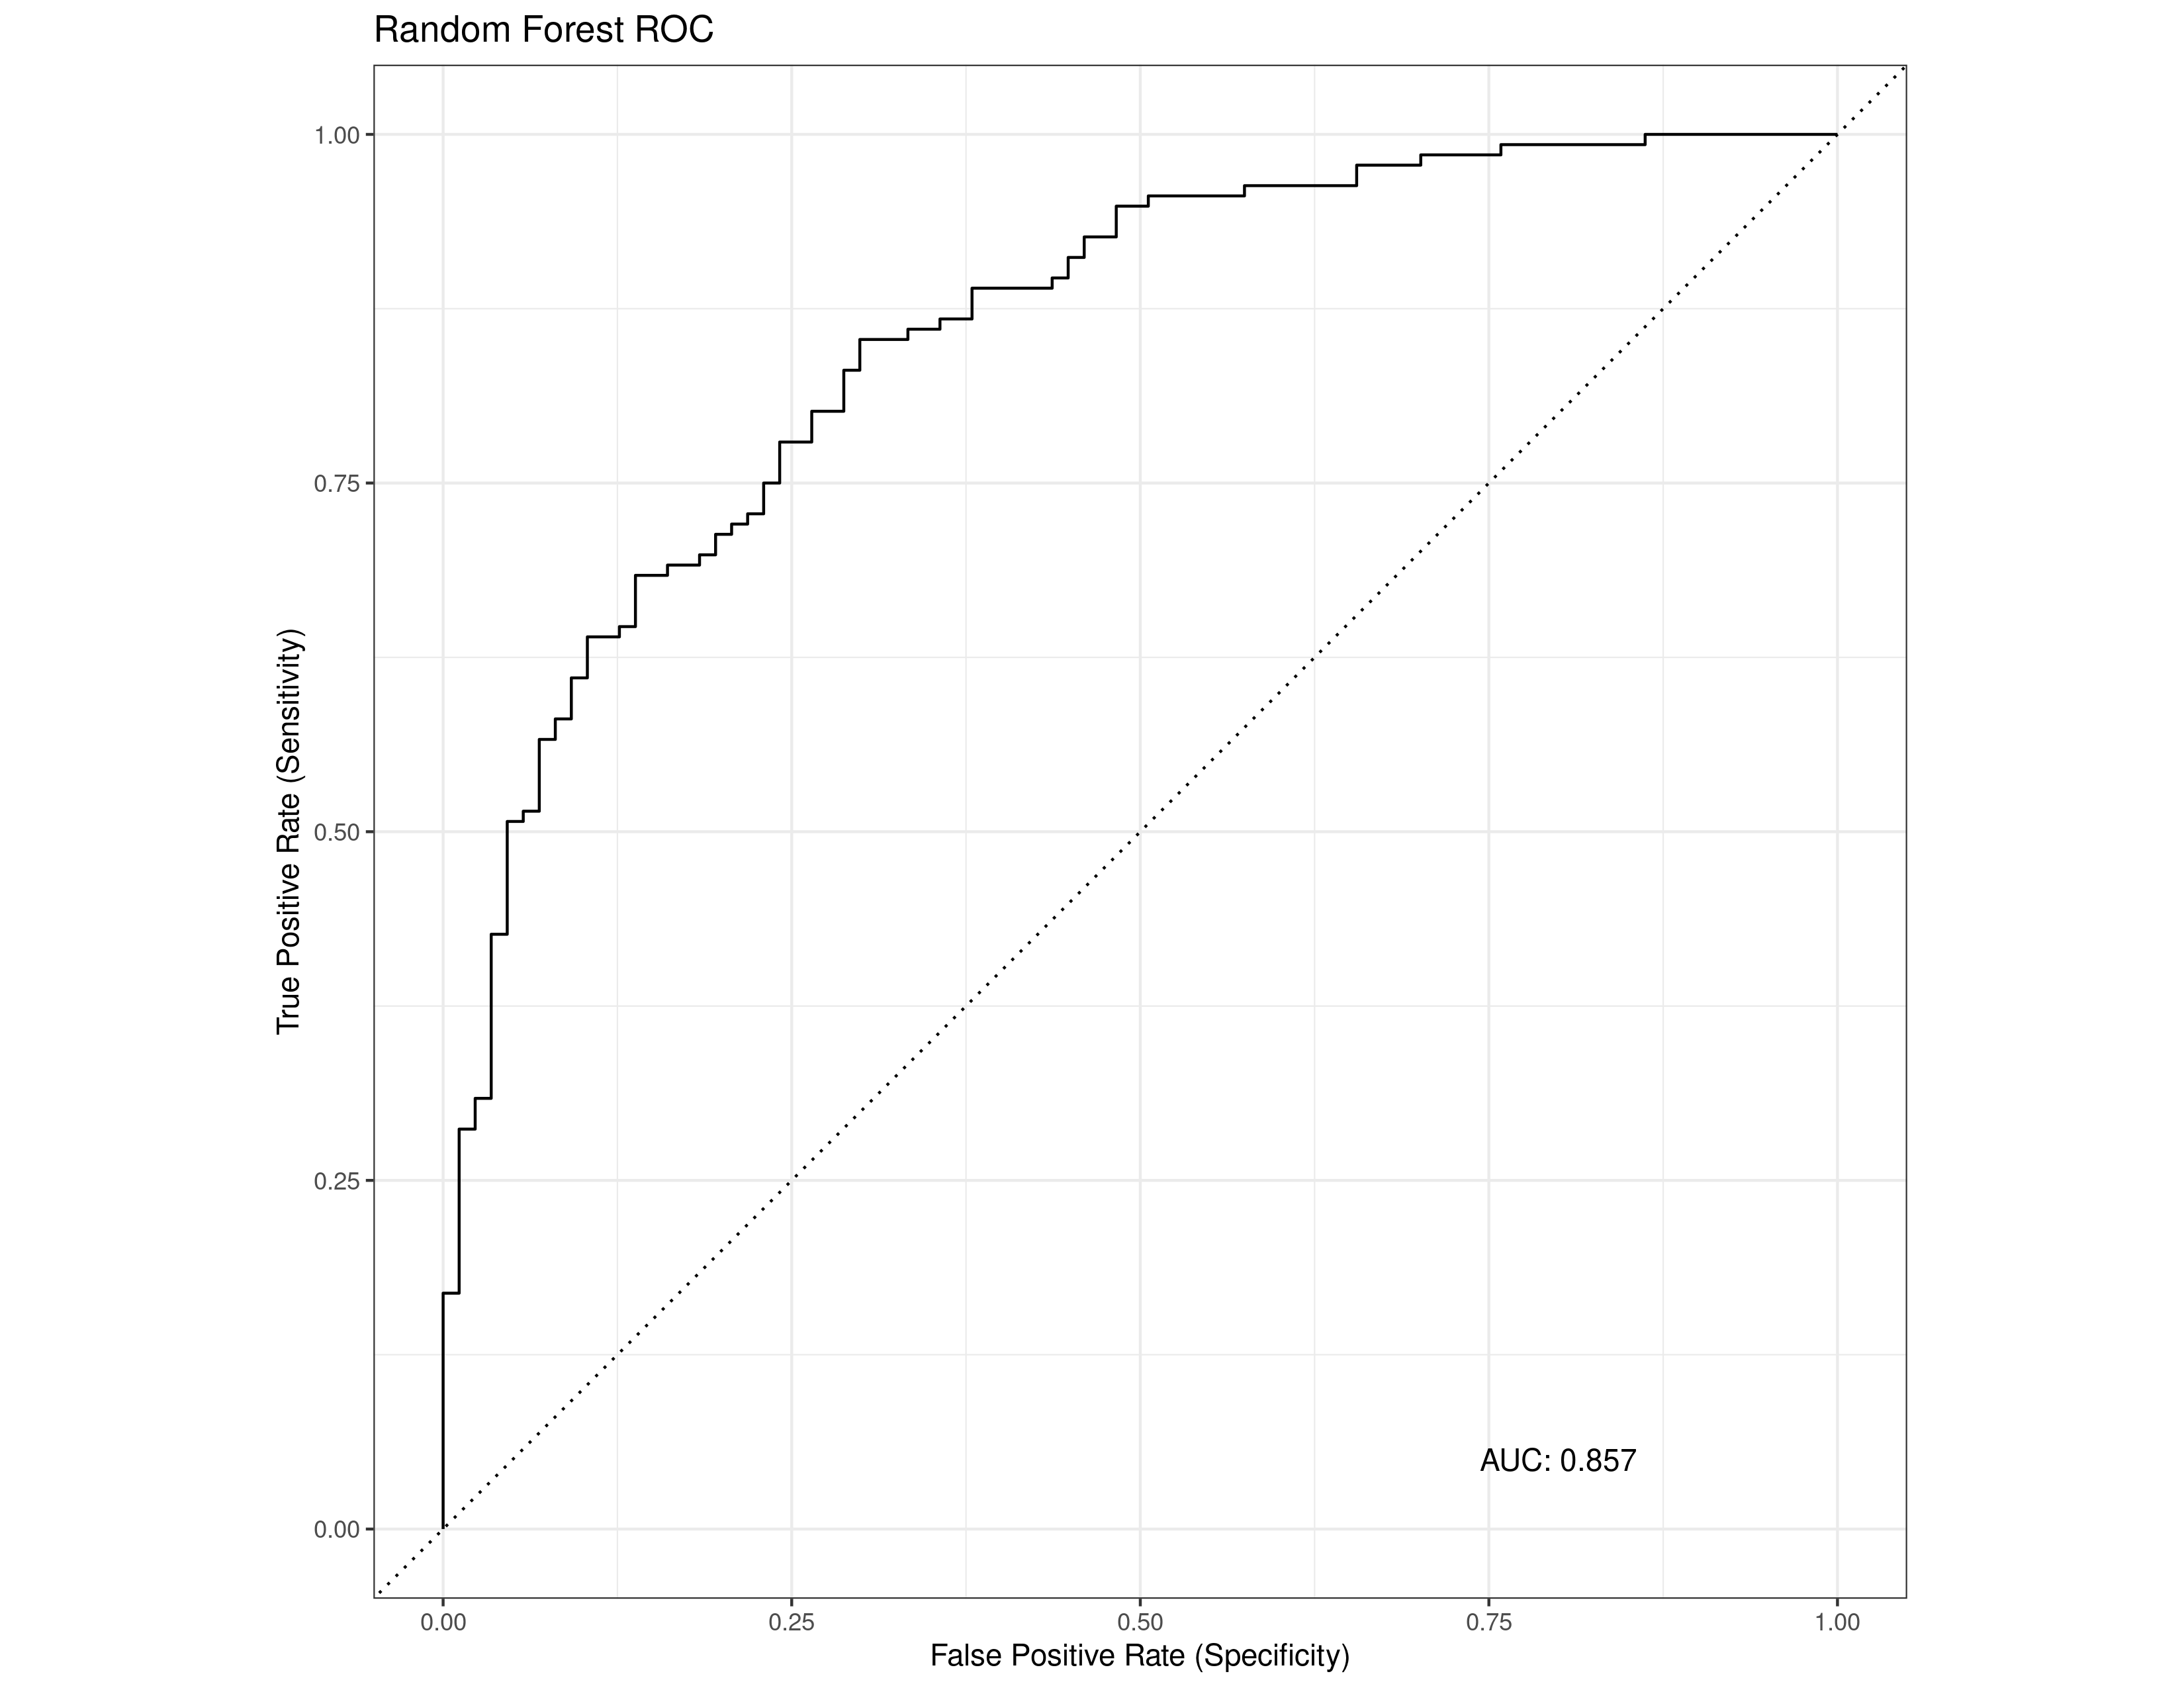 Random Forest ROC
True Positive Rate (Sensitivity)
1.00
0.75
0.50
0.25
0.00
AUC: 0.857
0.00 0.25 0.50 0.75 1.00
False Positive Rate (Specificity)